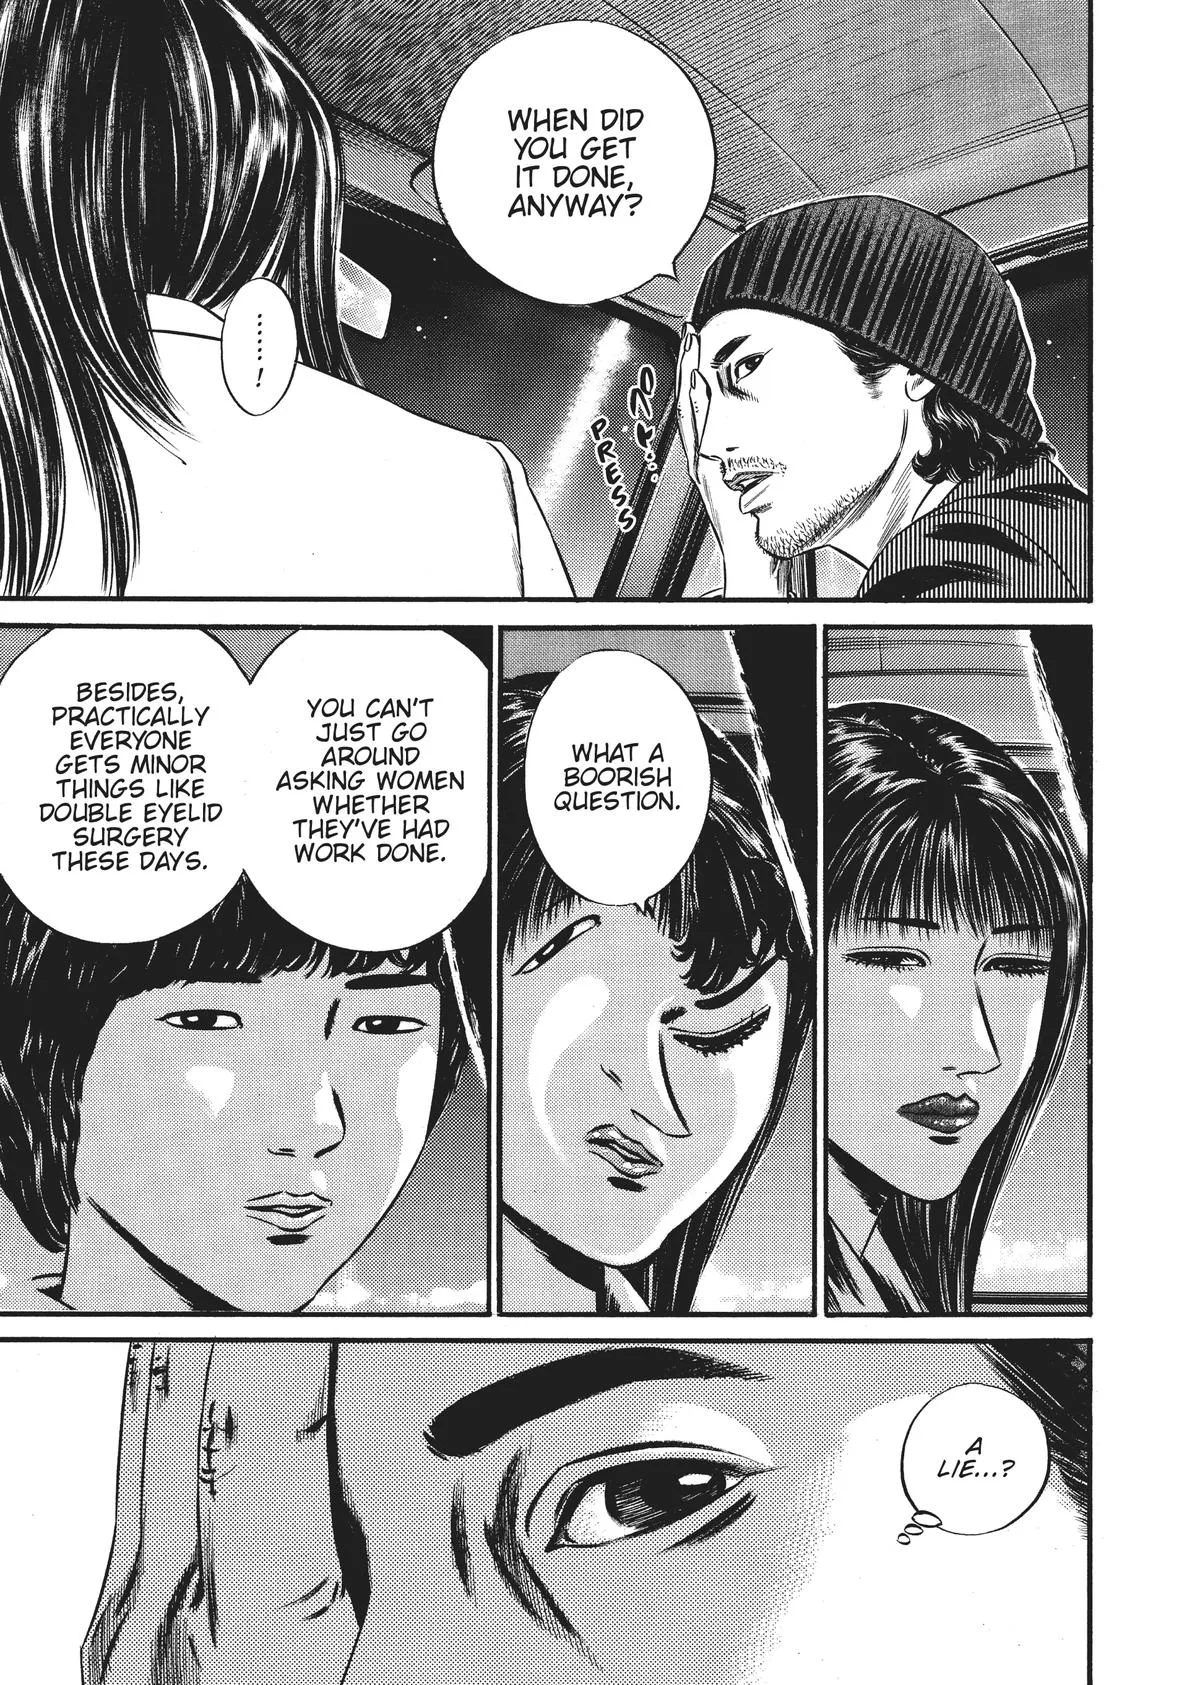 WHEN DID
YOU GET
IT DONE,
ANYWAY?
PRESS
......!
WHAT A
BOORISH
QUESTION.
YOU CAN'T
JUST GO
AROUND
ASKING WOMEN
WHETHER
THEY'VE HAD
WORK DONE.
BESIDES,
PRACTICALLY
EVERYONE
GETS MINOR
THINGS LIKE
DOUBLE EYELID
SURGERY
THESE DAYS.
A
LIE...?